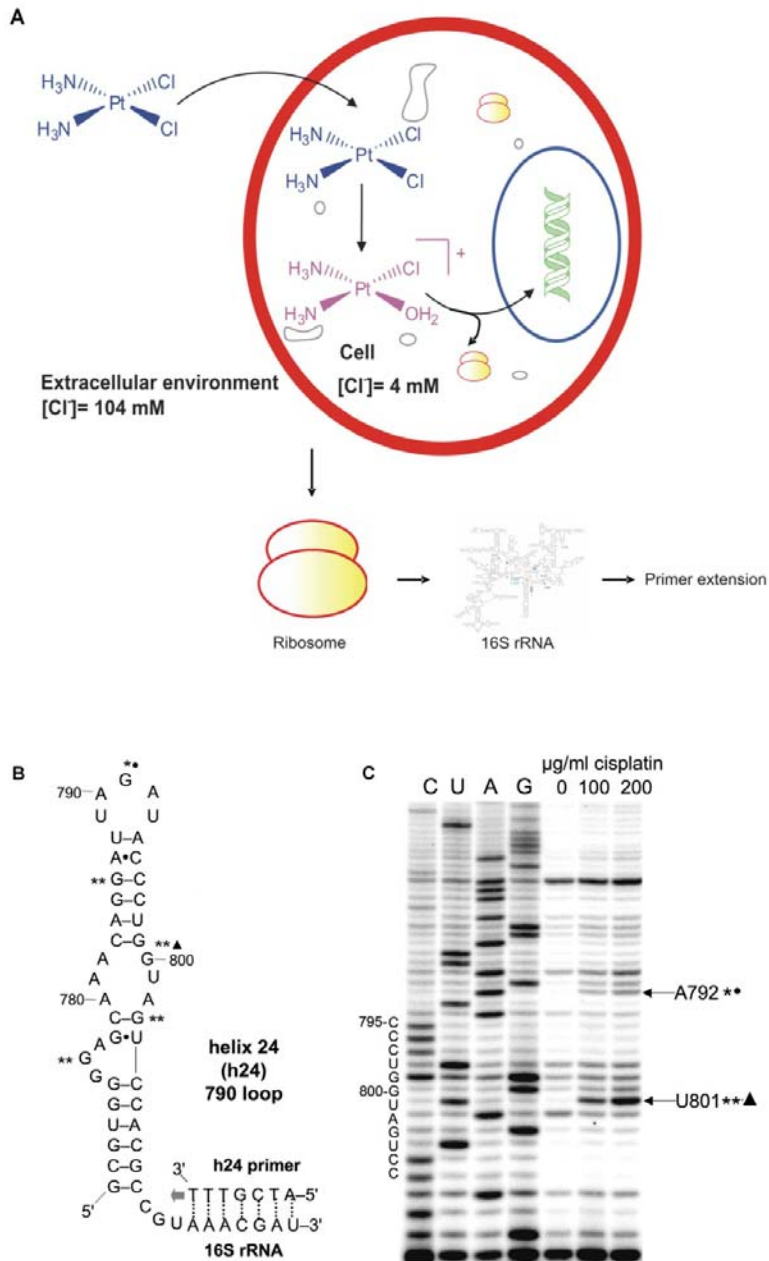 A
H₃N Cl
Pt
H₃N Cl
H₃N Cl
Pt
H₃N Cl
H₃N Cl +
Pt
H₃N OH₂
Cell
Extracellular environment
[Cl⁻]= 104 mM
[Cl⁻]= 4 mM
Ribosome
16S rRNA
Primer extension
B
*•
G
790 A A
U U
U–A
A•C
** G–C
G–C
G–U
A G
C G **▲
A G 800
A U
780 A A
C–G **
G•U
A
** G
G C
G–C
G–C
U–A
G–C
C–G
G–C
5' C
G U
helix 24
(h24)
790 loop
h24 primer
3' TTTGCTA–5'
AAACGAU–3'
16S rRNA
C
µg/ml cisplatin
C U A G 0 100 200
A792 *•
795 C
C
C
U
G
800 G
U
A
G
U
C
C
U801**▲